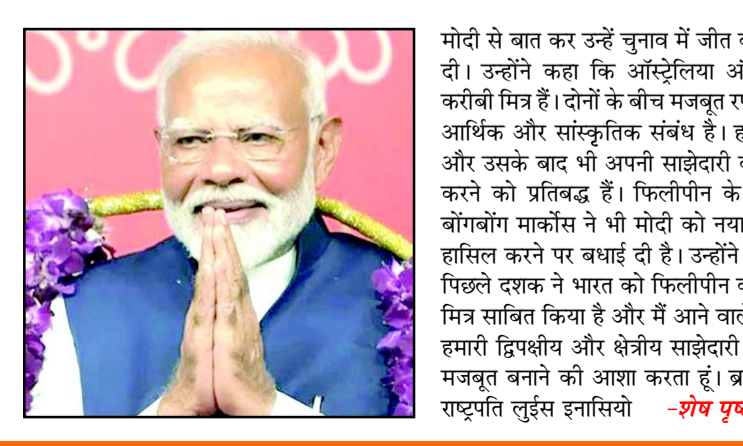 मोदी से बात कर उन्हें चुनाव में जीत
दी। उन्होंने कहा कि ऑस्ट्रेलिया
करीबी मित्र हैं। दोनों के बीच मजबूत
आर्थिक और सांस्कृतिक संबंध है।
और उसके बाद भी अपनी साझेदारी
करने को प्रतिबद्ध हैं। फिलीपीन के
बोंगबोंग मार्कोस ने भी मोदी को नया
हासिल करने पर बधाई दी है। उन्होंने
पिछले दशक ने भारत को फिलीपीन
मित्र साबित किया है और मैं आने वाले
हमारी द्विपक्षीय और क्षेत्रीय साझेदारी
मजबूत बनाने की आशा करता हूं।
राष्ट्रपति लुईस इनासियो -शेष